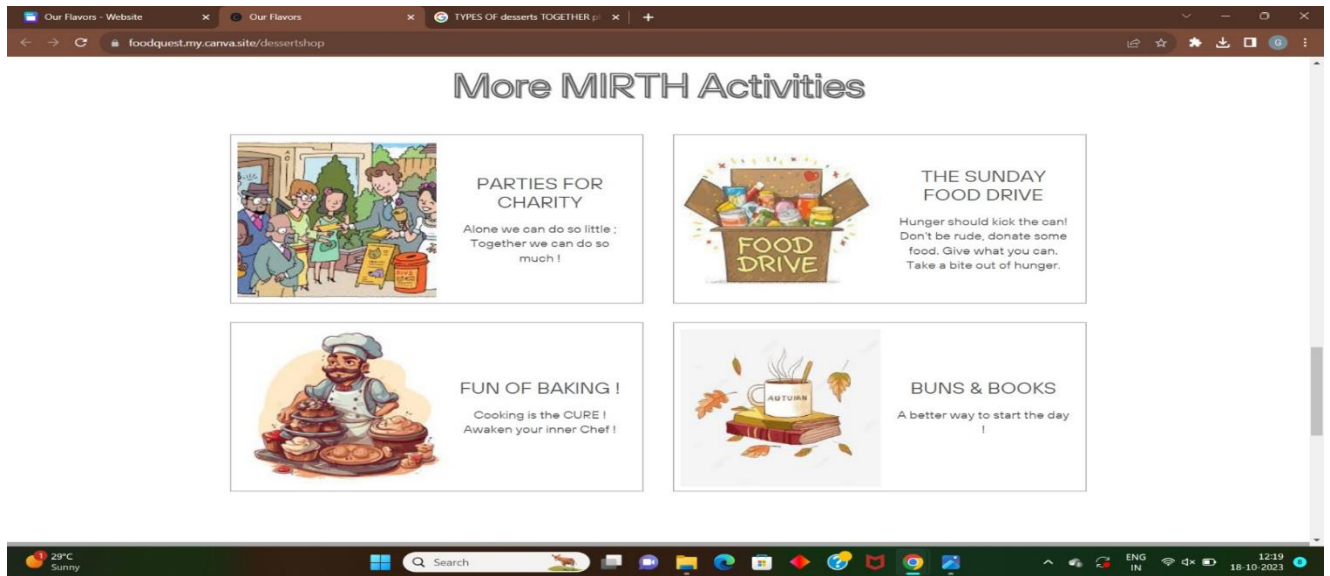 Our Flavors - Website
Our Flavors
TYPES OF desserts TOGETHER p
foodquest.my.canva.site/dessertshop
G
More MIRTH Activities
PARTIES FOR
CHARITY
Alone we can do so little ;
Together we can do so
much !
GIVE
THE SUNDAY
FOOD DRIVE
Hunger should kick the can!
Don't be rude, donate some
food. Give what you can.
Take a bite out of hunger.
FOOD
DRIVE
FUN OF BAKING !
Cooking is the CURE !
Awaken your inner Chef !
AUTUMN
BUNS & BOOKS
A better way to start the day
!
1
29°C
Sunny
Search
ENG
IN
12:19
18-10-2023